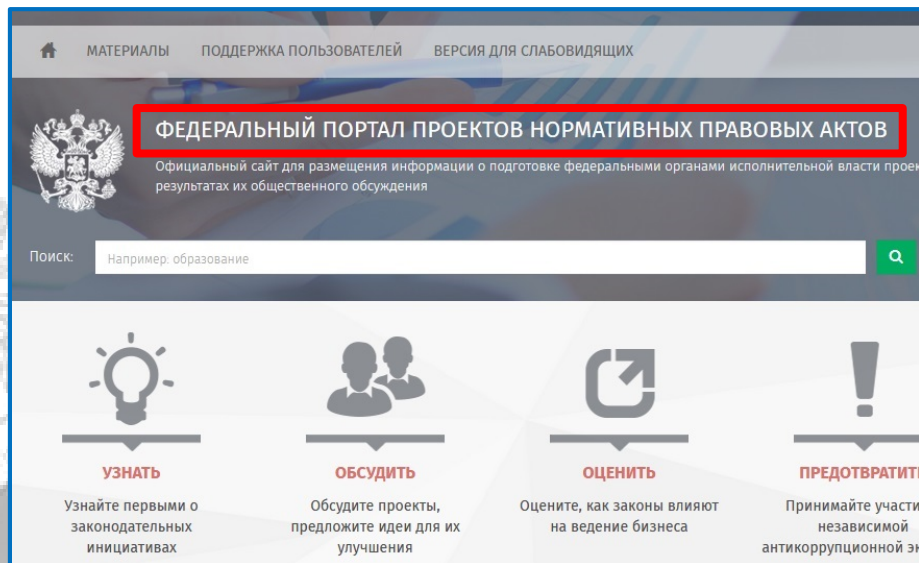 МАТЕРИАЛЫ ПОДДЕРЖКА ПОЛЬЗОВАТЕЛЕЙ ВЕРСИЯ ДЛЯ СЛАБОВИДЯЩИХ
ФЕДЕРАЛЬНЫЙ ПОРТАЛ ПРОЕКТОВ НОРМАТИВНЫХ ПРАВОВЫХ АКТОВ
Официальный сайт для размещения информации о подготовке федеральными органами исполнительной власти
результатах их общественного обсуждения
Поиск: Например: образование
УЗНАТЬ ОБСУДИТЬ ОЦЕНИТЬ
Узнайте первыми о Обсудите проекты, Оцените, как законы влияют Принимайте
законодательных предложите идеи для их на ведение бизнеса независимой
инициативах улучшения антикоррупционной